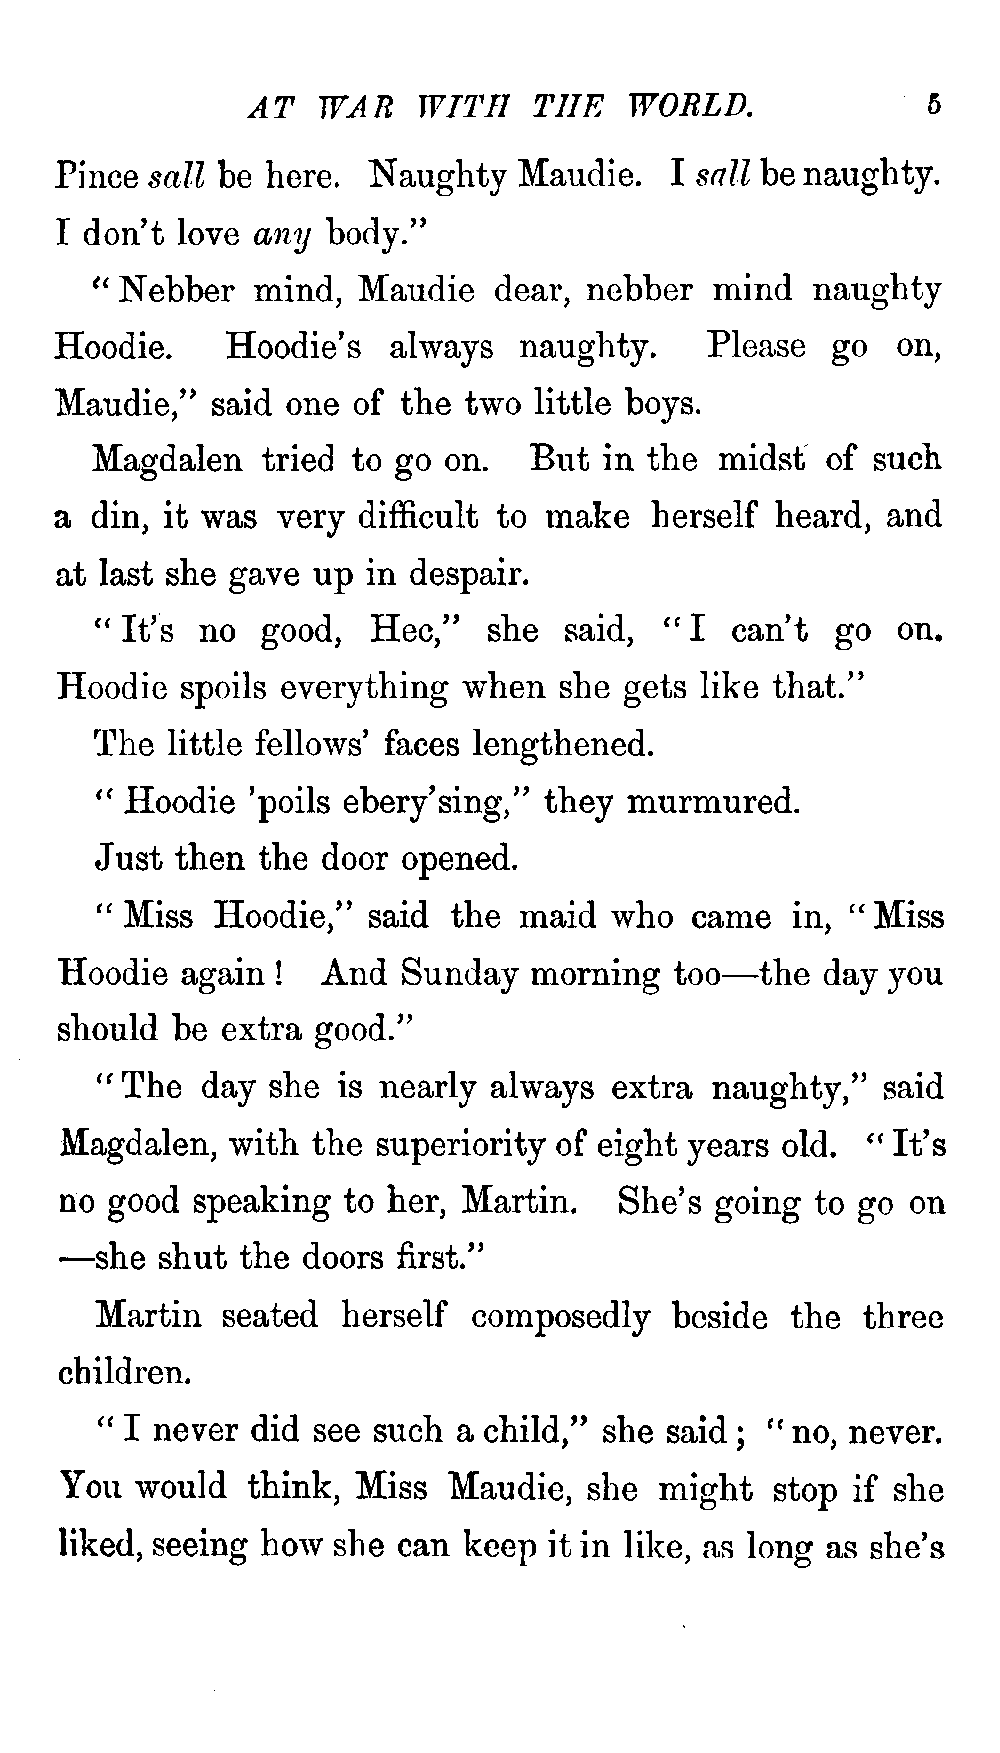 AT WAR WITH THE WORLD. 5
Pince sall be here. Naughty Maudie. I sall be naughty.
I don't love any body."
"Nebber mind, Maudie dear, nebber mind naughty
Hoodie. Hoodie's always naughty. Please go on,
Maudie," said one of the two little boys.
Magdalen tried to go on. But in the midst of such
a din, it was very difficult to make herself heard, and
at last she gave up in despair.
"It's no good, Hec," she said, "I can't go on.
Hoodie spoils everything when she gets like that."
The little fellows' faces lengthened.
"Hoodie 'poils ebery'sing," they murmured.
Just then the door opened.
"Miss Hoodie," said the maid who came in, "Miss
Hoodie again! And Sunday morning too—the day you
should be extra good."
"The day she is nearly always extra naughty," said
Magdalen, with the superiority of eight years old. "It's
no good speaking to her, Martin. She's going to go on
—she shut the doors first."
Martin seated herself composedly beside the three
children.
"I never did see such a child," she said; "no, never.
You would think, Miss Maudie, she might stop if she
liked, seeing how she can keep it in like, as long as she's